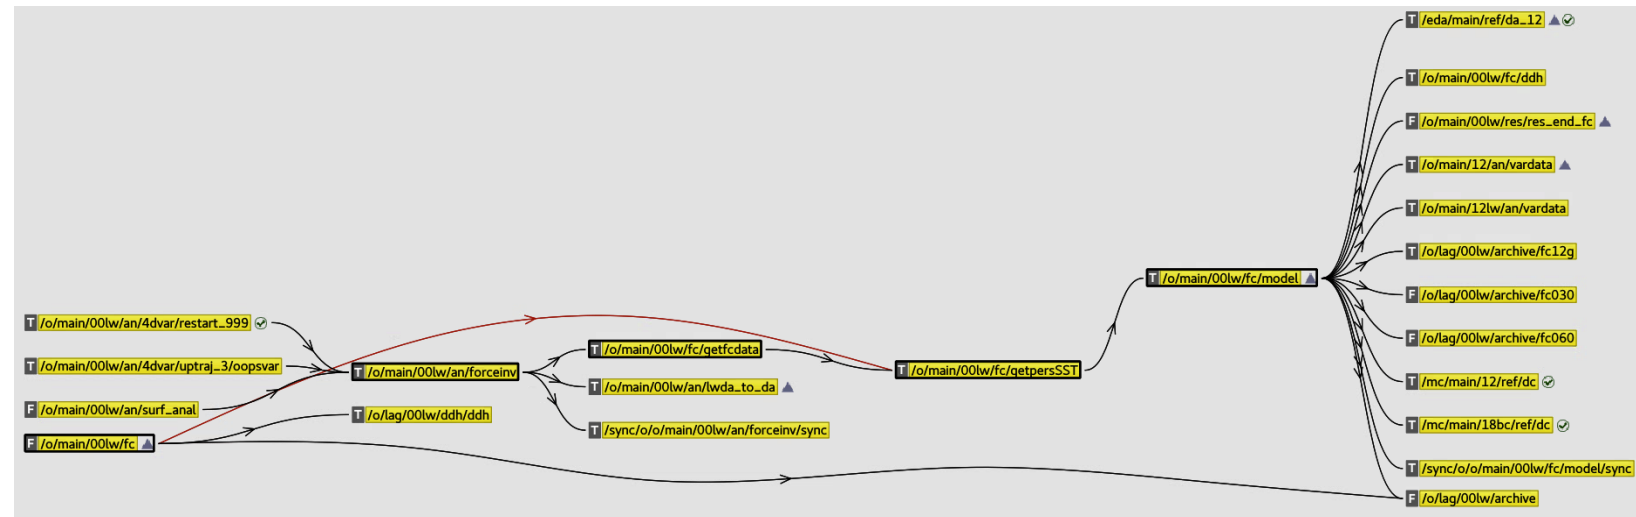 T /eda/main/ref/da_12
T /o/main/00lw/fc/ddh
F /o/main/00lw/res/res_end_fc
T /o/main/12/an/vardata
T /o/main/12lw/an/vardata
T /o/lag/00lw/archive/fc12g
T /o/main/00lw/fc/model
F /o/lag/00lw/archive/fc030
T /o/main/00lw/an/4dvar/restart_999
F /o/lag/00lw/archive/fc060
T /o/main/00lw/fc/getfcdata
T /o/main/00lw/an/4dvar/uptraj_3/oopsvar
T /o/main/00lw/an/forceinv
T /o/main/00lw/fc/getpersSST
T /mc/main/12/ref/dc
T /o/main/00lw/an/lwda_to_da
F /o/main/00lw/an/surf_anal
T /o/lag/00lw/ddh/ddh
T /mc/main/18bc/ref/dc
T /sync/o/o/main/00lw/an/forceinv/sync
F /o/main/00lw/fc
T /sync/o/o/main/00lw/fc/model/sync
F /o/lag/00lw/archive